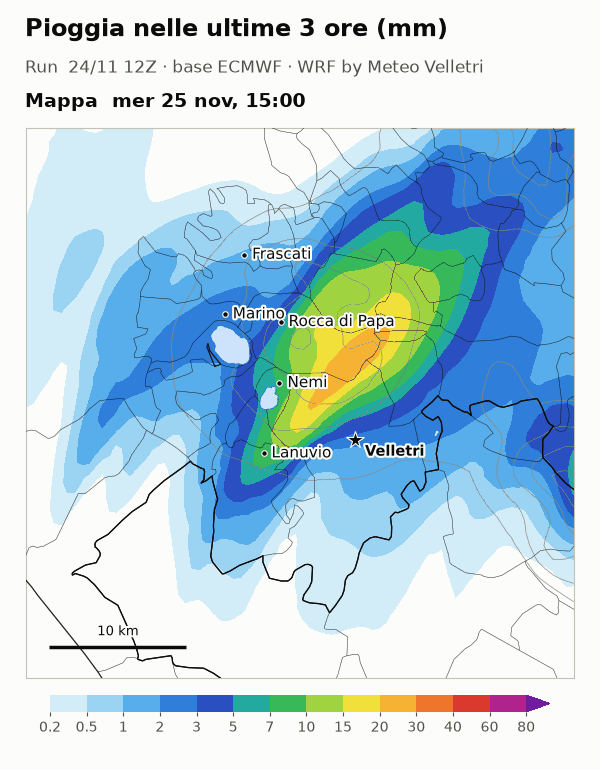 Pioggia nelle ultime 3 ore (mm)
Run  24/11 12Z · base ECMWF · WRF by Meteo Velletri
Mappa  mer 25 nov, 15:00
Frascati
Marino
Rocca di Papa
Nemi
Velletri
Lanuvio
10 km
0.2 0.5 1 2 3 5 7 10 15 20 30 40 60 80